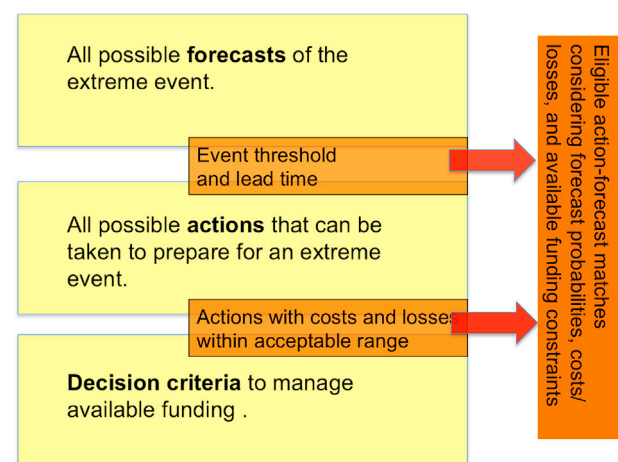 All possible forecasts of the
extreme event.
Event threshold
and lead time
All possible actions that can be
taken to prepare for an extreme
event.
Actions with costs and losses
within acceptable range
Decision criteria to manage
available funding .
Eligible action-forecast matches
considering forecast probabilities, costs/
losses, and available funding constraints